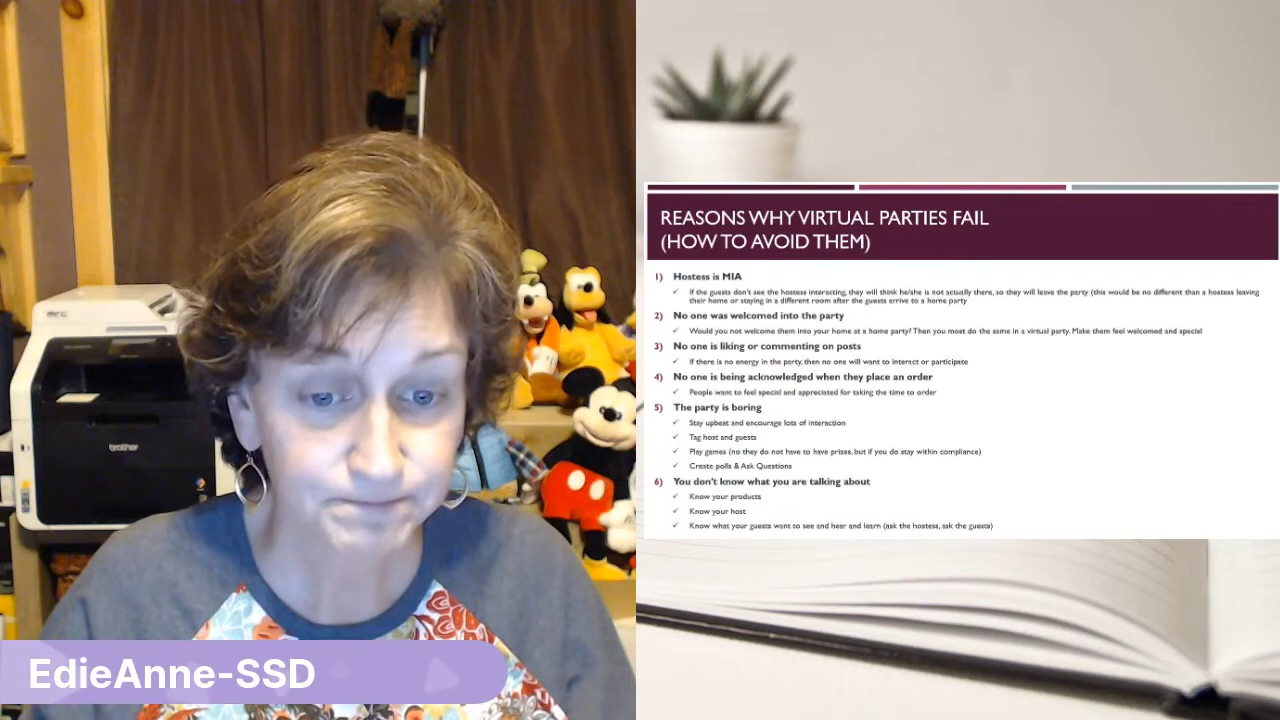 brother
EdieAnne-SSD
REASONS WHY VIRTUAL PARTIES FAIL
(HOW TO AVOID THEM)
1) Hostess is MIA
✓ If the guests don't see the hostess interacting, they will think he/she is not actually there, so they will leave the party (this would be no different than a hostess leaving
their home or staying in a different room after the guests arrive to a home party
2) No one was welcomed into the party
✓ Would you not welcome them into your home at a home party? Then you must do the same in a virtual party. Make them feel welcomed and special
3) No one is liking or commenting on posts
✓ If there is no energy in the party, then no one will want to interact or participate
4) No one is being acknowledged when they place an order
✓ People want to feel special and appreciated for taking the time to order
5) The party is boring
✓ Stay upbeat and encourage lots of interaction
✓ Tag host and guests
✓ Play games (no they do not have to have prizes, but if you do stay within compliance)
✓ Create polls & Ask Questions
6) You don't know what you are talking about
✓ Know your products
✓ Know your host
✓ Know what your guests want to see and hear and learn (ask the hostess, ask the guests)